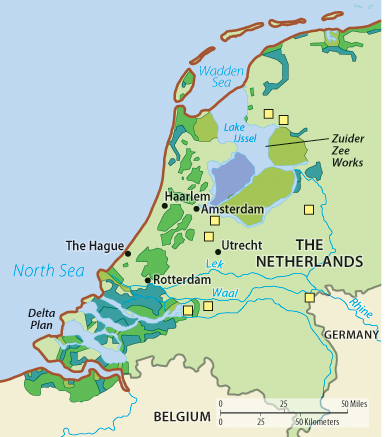 Wadden
Sea
Lake
IJssel
Zuider
Zee
Works
Haarlem
Amsterdam
The Hague
Utrecht
THE
NETHERLANDS
North Sea
Lek
Rotterdam
Waal
Delta
Plan
Rhine
GERMANY
BELGIUM
0 25 50 Miles
0 25 50 Kilometers